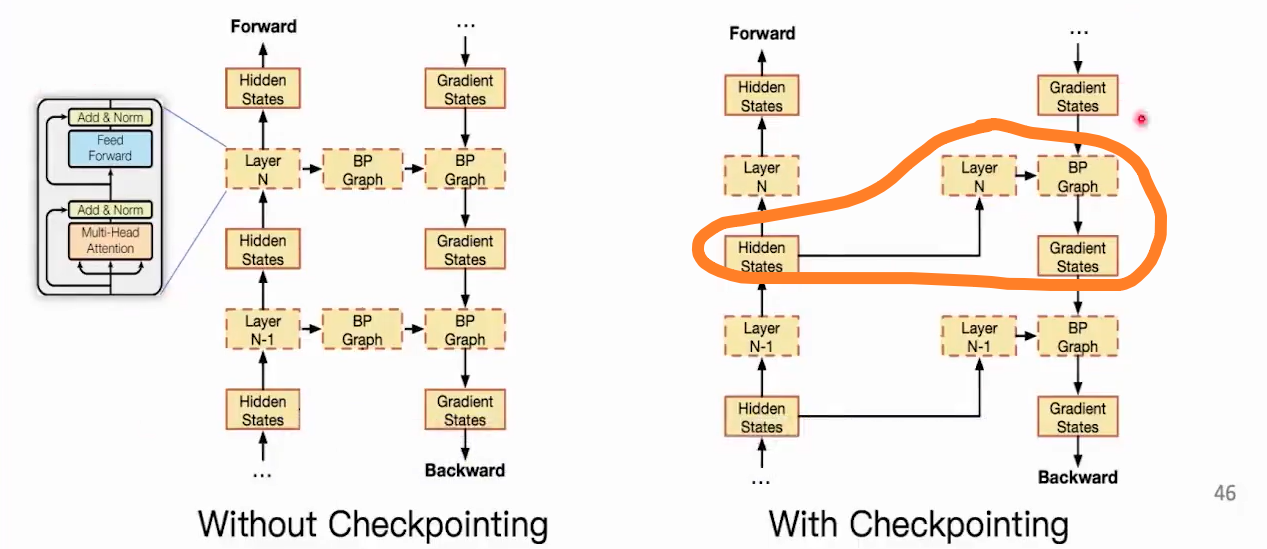 Add & Norm
Feed
Forward
Add & Norm
Multi-Head
Attention
Forward
...
Hidden
States
Gradient
States
Layer
N
BP
Graph
BP
Graph
Hidden
States
Gradient
States
Layer
N-1
BP
Graph
BP
Graph
Hidden
States
Gradient
States
...
Backward
Without Checkpointing
Forward
...
Hidden
States
Gradient
States
Layer
N
Layer
N
BP
Graph
Hidden
States
Gradient
States
Layer
N-1
Layer
N-1
BP
Graph
Hidden
States
Gradient
States
...
Backward
With Checkpointing
46